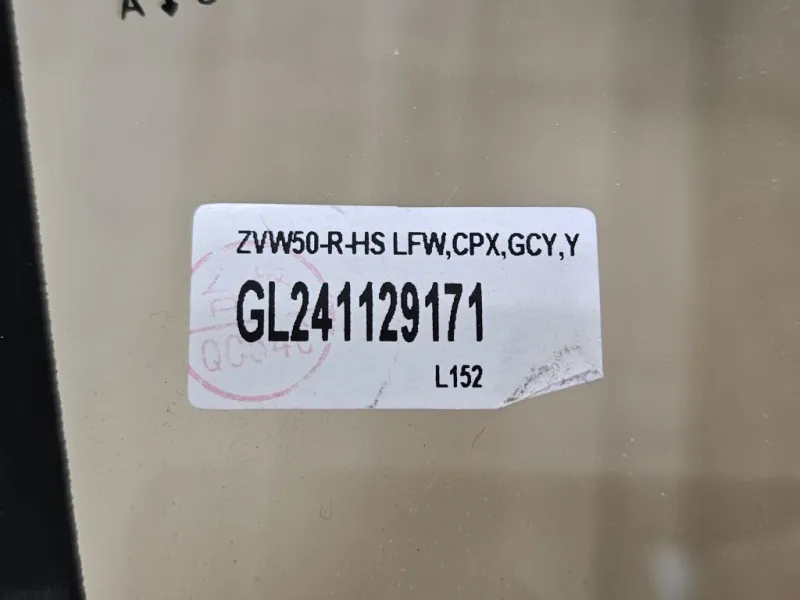 ZVW50-R-HS LFW,CPX,GCY,Y
GL241129171
L152